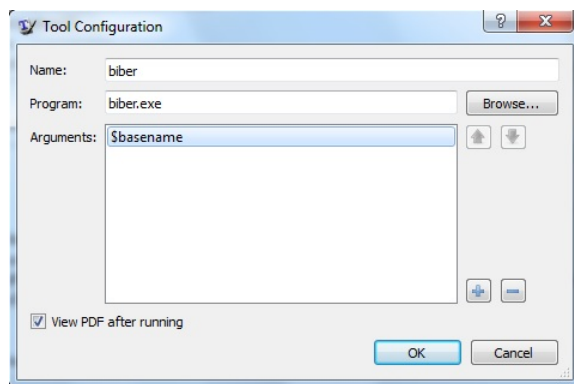 Tool Configuration
Name: biber
Program: biber.exe Browse...
Arguments: $basename
View PDF after running
OK Cancel